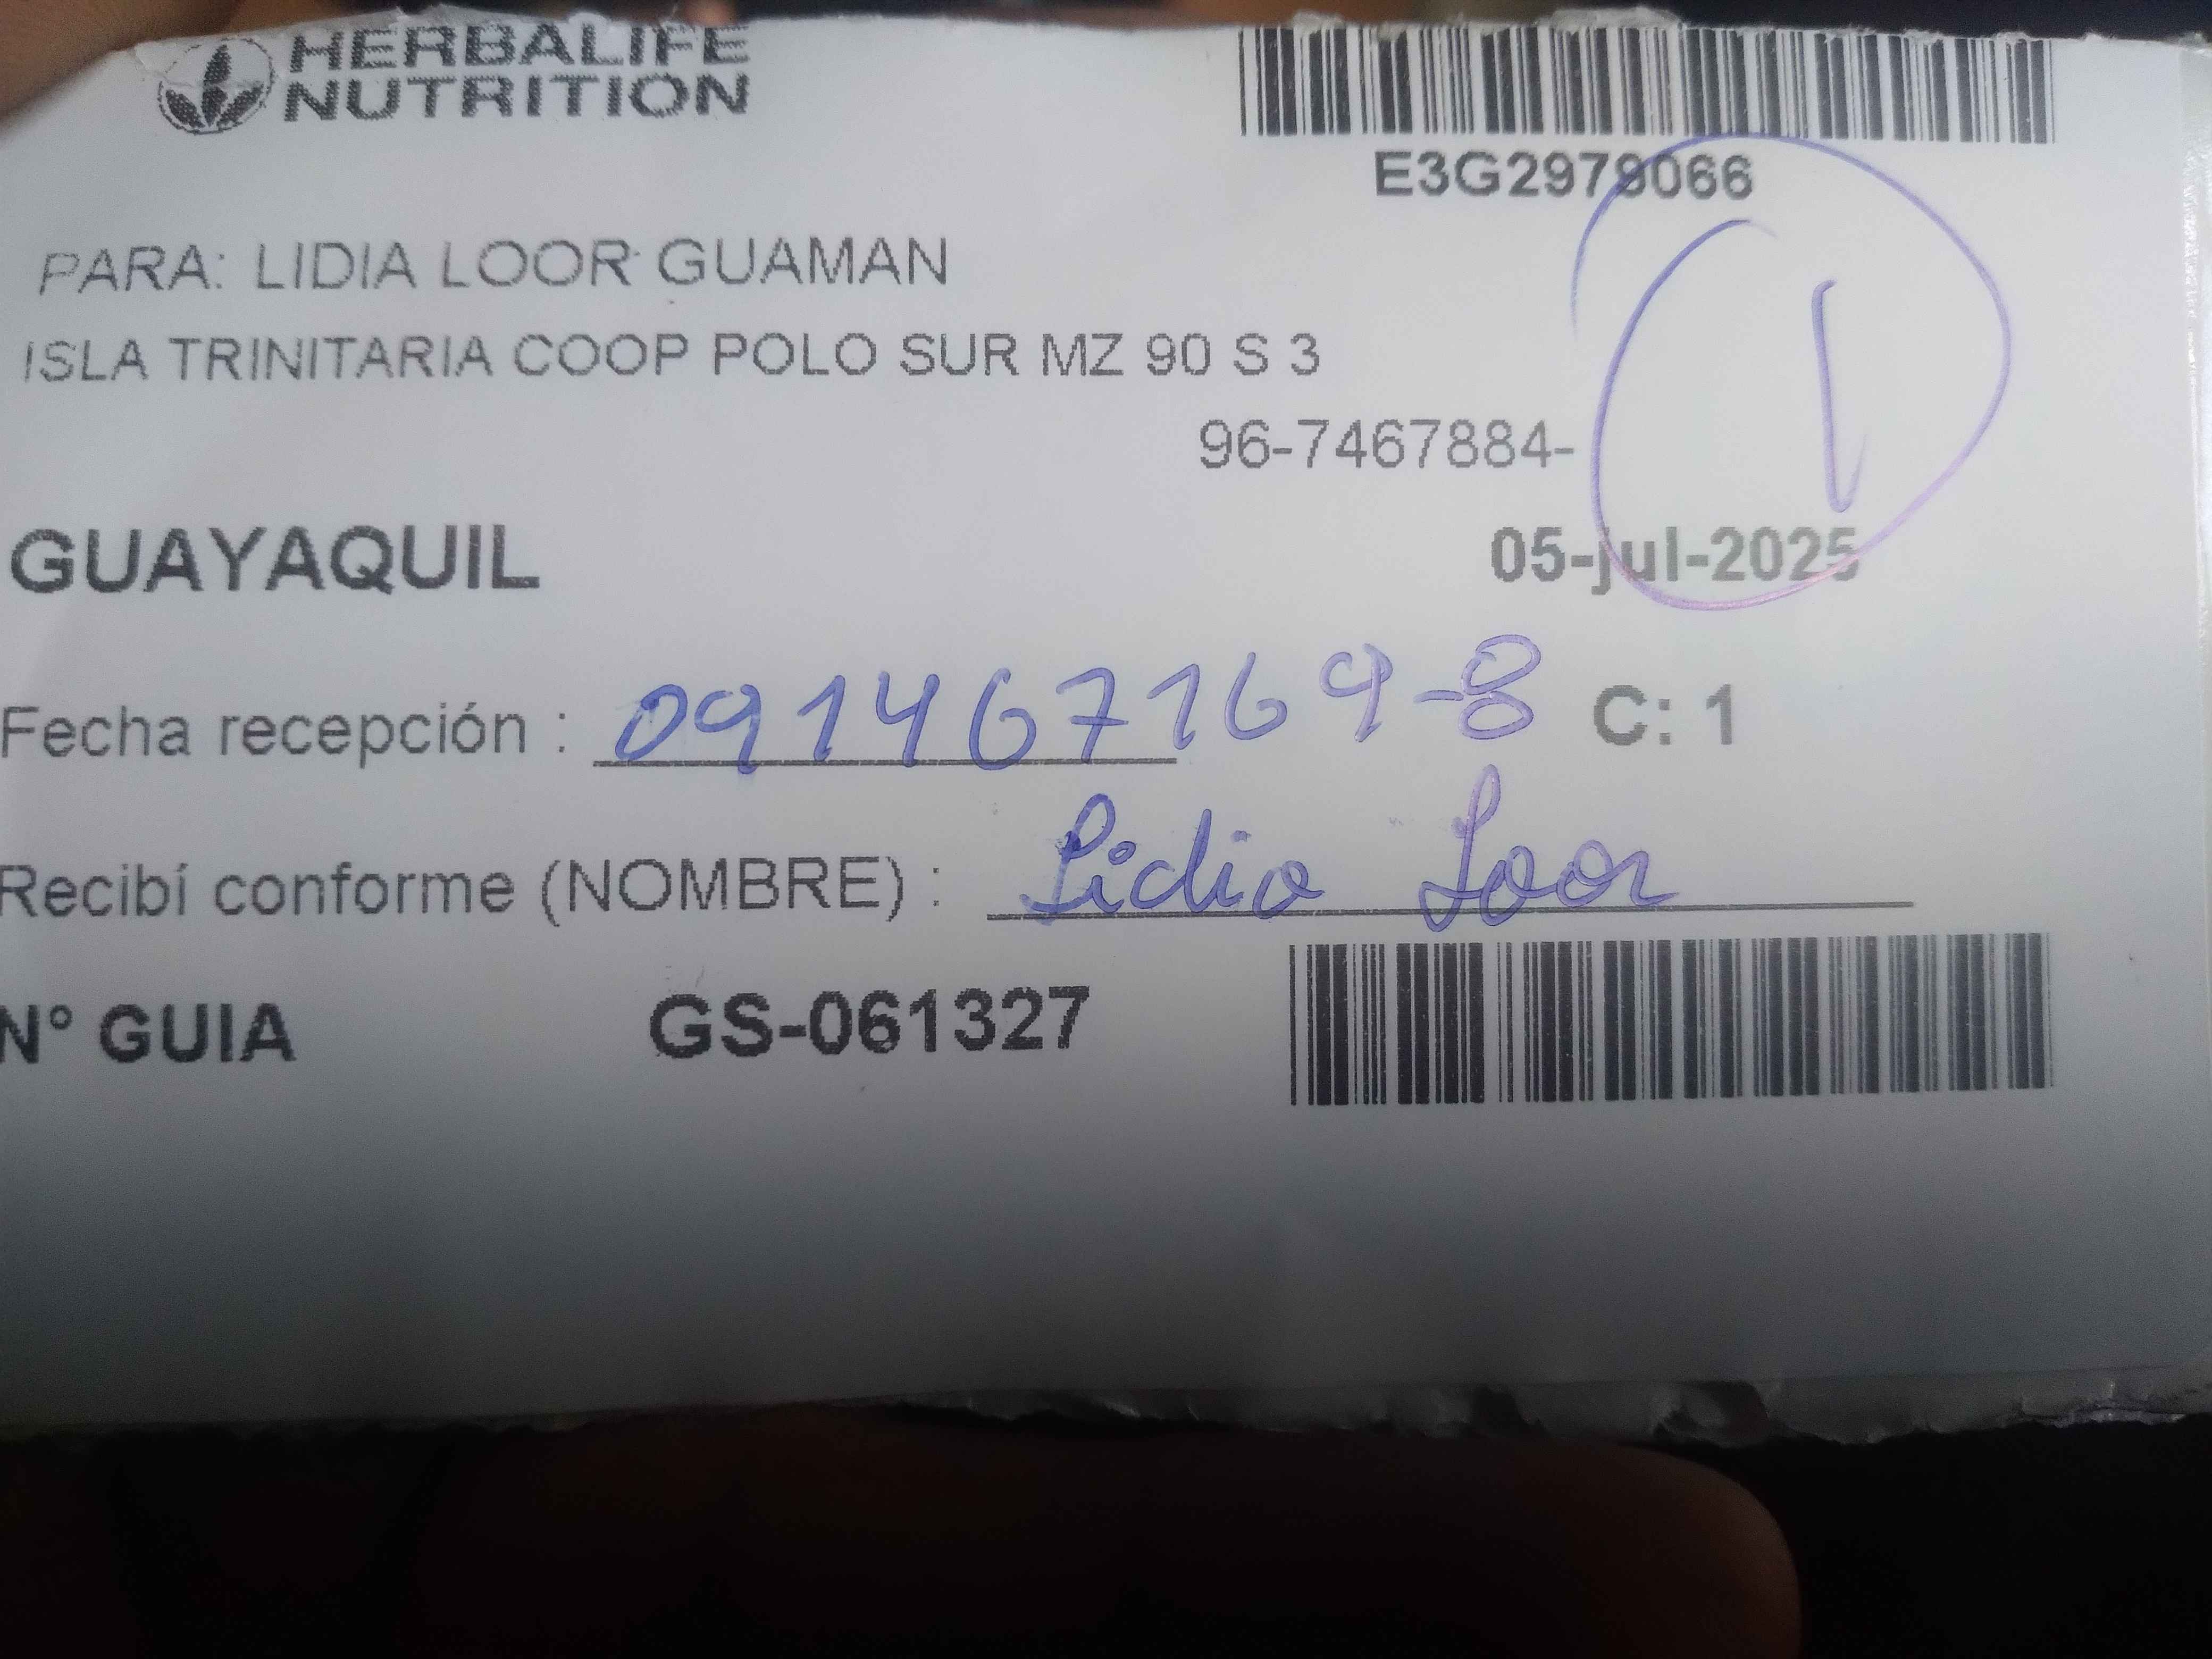 HERBALIFE
NUTRITION
E3G2979066
PARA: LIDIA LOOR GUAMAN
ISLA TRINITARIA COOP POLO SUR MZ 90 S 3
96-7467884-
1
GUAYAQUIL 05-jul-2025
Fecha recepción : 091467169-8 C: 1
Recibí conforme (NOMBRE) : Lidia Loor
N° GUIA GS-061327